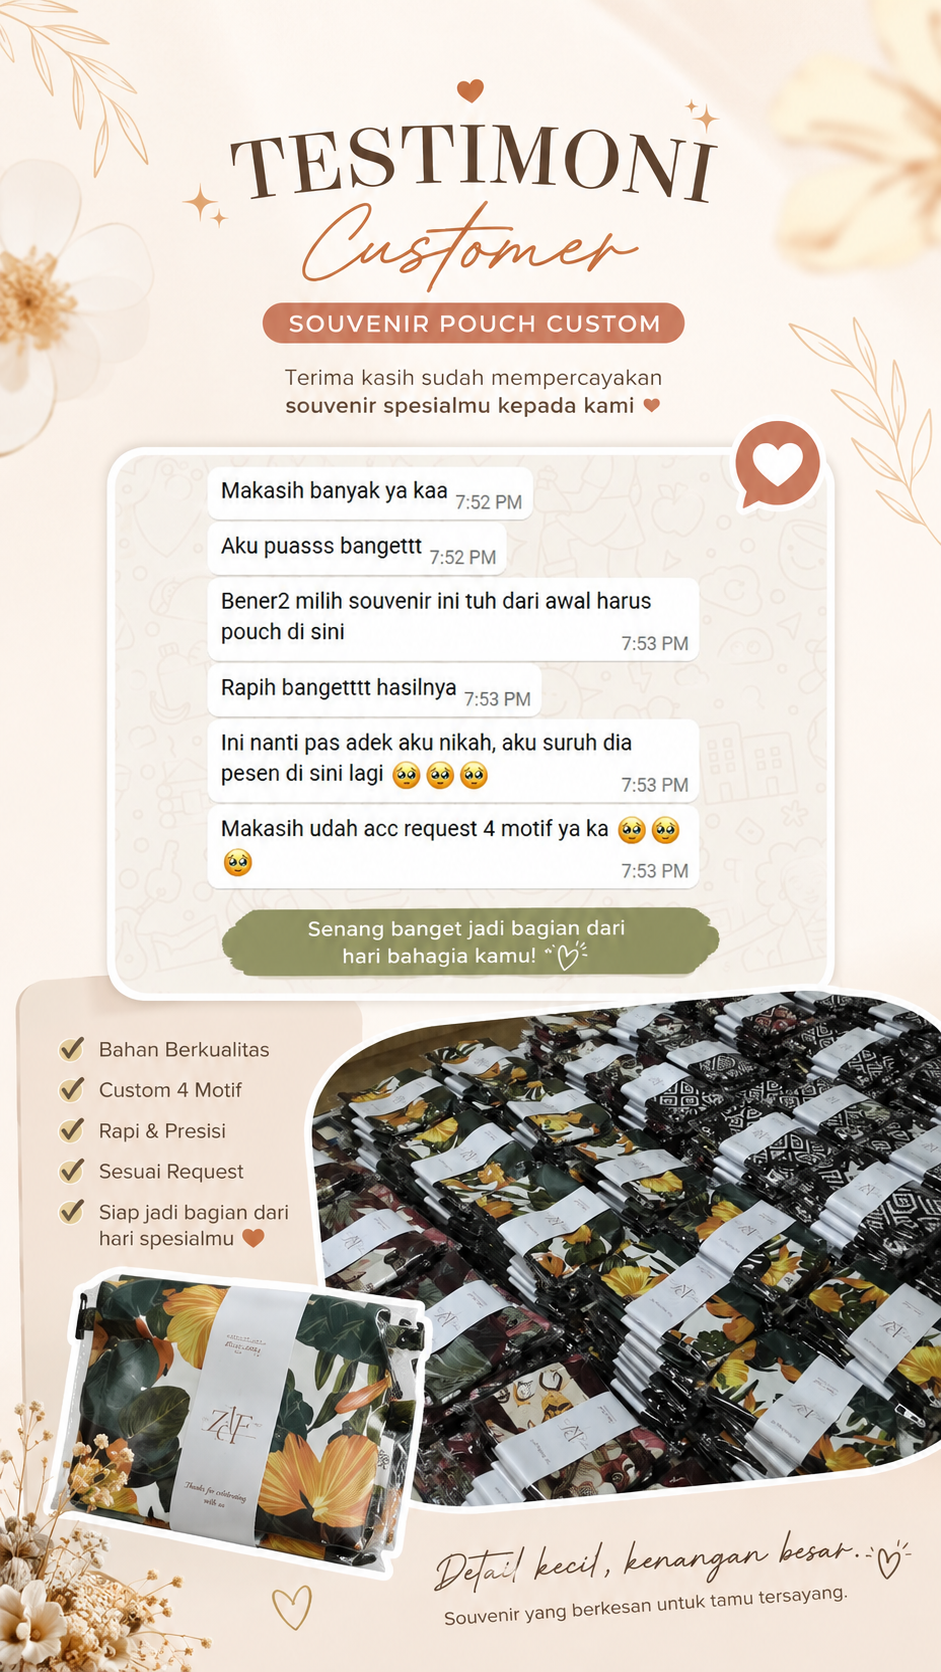 TESTIMONI
Customer
SOUVENIR POUCH CUSTOM
Terima kasih sudah mempercayakan
souvenir spesialmu kepada kami
Makasih banyak ya kaa 7:52 PM
Aku puasss bangettt 7:52 PM
Bener2 milih souvenir ini tuh dari awal harus
pouch di sini 7:53 PM
Rapih bangetttt hasilnya 7:53 PM
Ini nanti pas adek aku nikah, aku suruh dia
pesen di sini lagi 🥹🥹🥹 7:53 PM
Makasih udah acc request 4 motif ya ka 🥹🥹
🥹 7:53 PM
Senang banget jadi bagian dari
hari bahagia kamu!
Bahan Berkualitas
Custom 4 Motif
Rapi & Presisi
Sesuai Request
Siap jadi bagian dari
hari spesialmu
Thanks for celebrating
with us
Detail kecil, kenangan besar.
Souvenir yang berkesan untuk tamu tersayang.